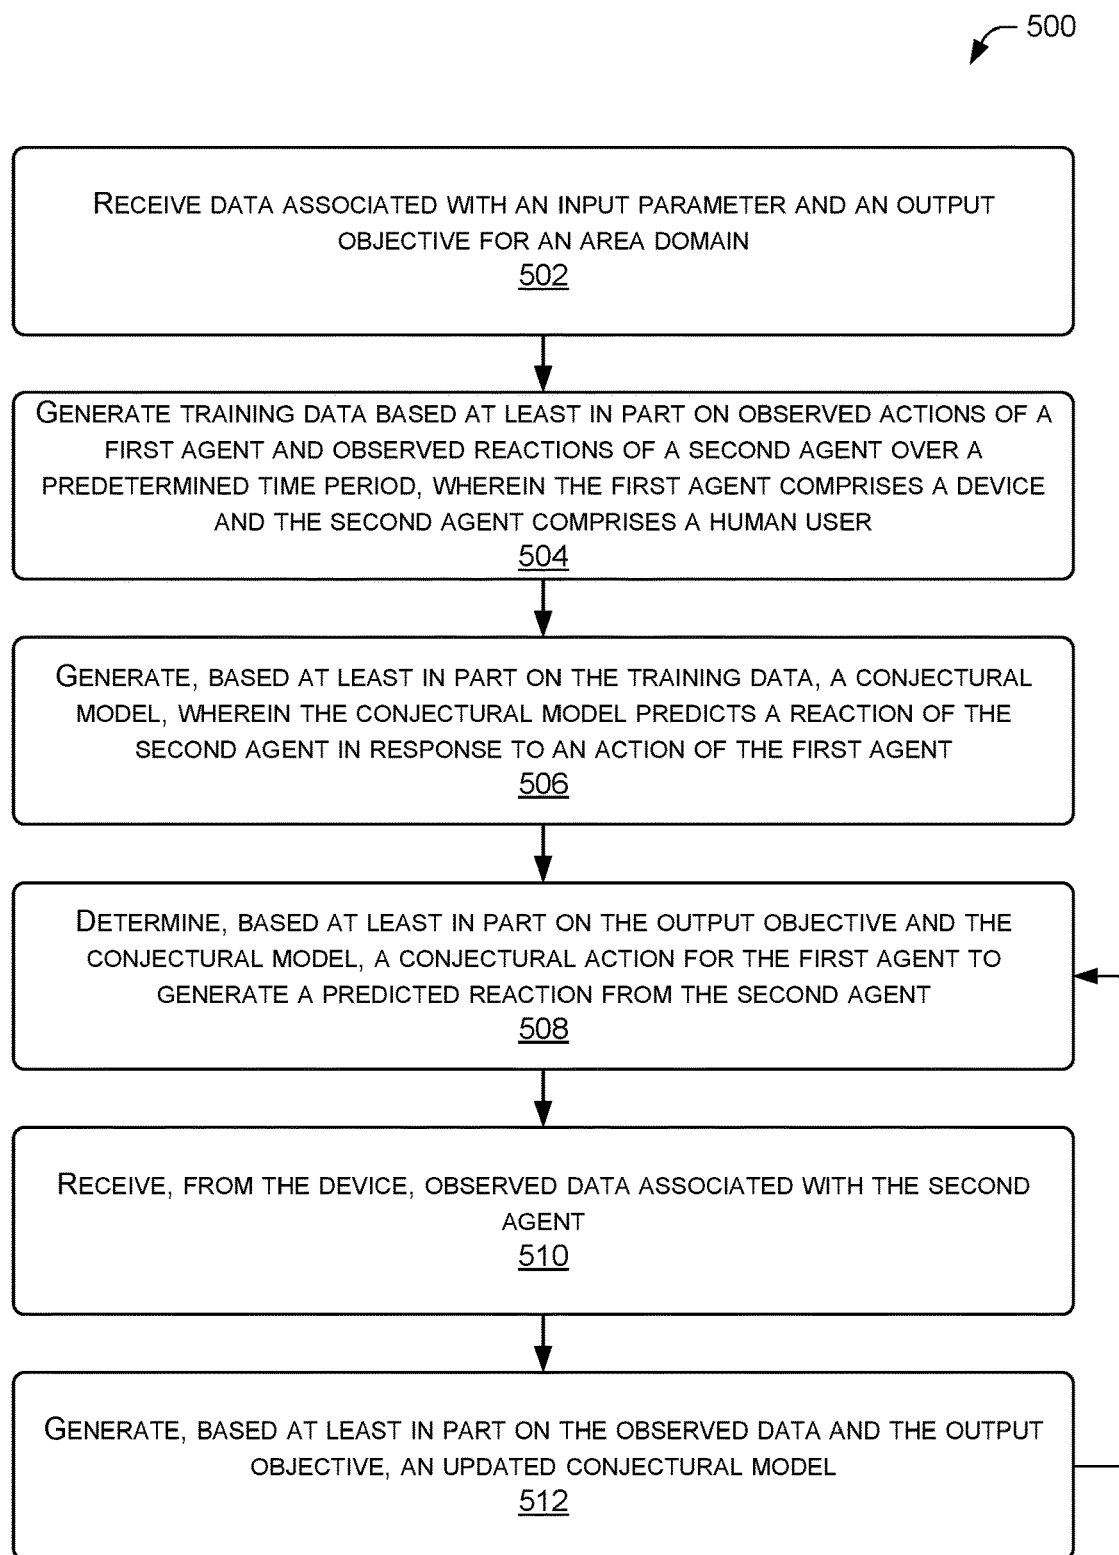 500
RECEIVE DATA ASSOCIATED WITH AN INPUT PARAMETER AND AN OUTPUT
OBJECTIVE FOR AN AREA DOMAIN
502
GENERATE TRAINING DATA BASED AT LEAST IN PART ON OBSERVED ACTIONS OF A
FIRST AGENT AND OBSERVED REACTIONS OF A SECOND AGENT OVER A
PREDETERMINED TIME PERIOD, WHEREIN THE FIRST AGENT COMPRISES A DEVICE
AND THE SECOND AGENT COMPRISES A HUMAN USER
504
GENERATE, BASED AT LEAST IN PART ON THE TRAINING DATA, A CONJECTURAL
MODEL, WHEREIN THE CONJECTURAL MODEL PREDICTS A REACTION OF THE
SECOND AGENT IN RESPONSE TO AN ACTION OF THE FIRST AGENT
506
DETERMINE, BASED AT LEAST IN PART ON THE OUTPUT OBJECTIVE AND THE
CONJECTURAL MODEL, A CONJECTURAL ACTION FOR THE FIRST AGENT TO
GENERATE A PREDICTED REACTION FROM THE SECOND AGENT
508
RECEIVE, FROM THE DEVICE, OBSERVED DATA ASSOCIATED WITH THE SECOND
AGENT
510
GENERATE, BASED AT LEAST IN PART ON THE OBSERVED DATA AND THE OUTPUT
OBJECTIVE, AN UPDATED CONJECTURAL MODEL
512